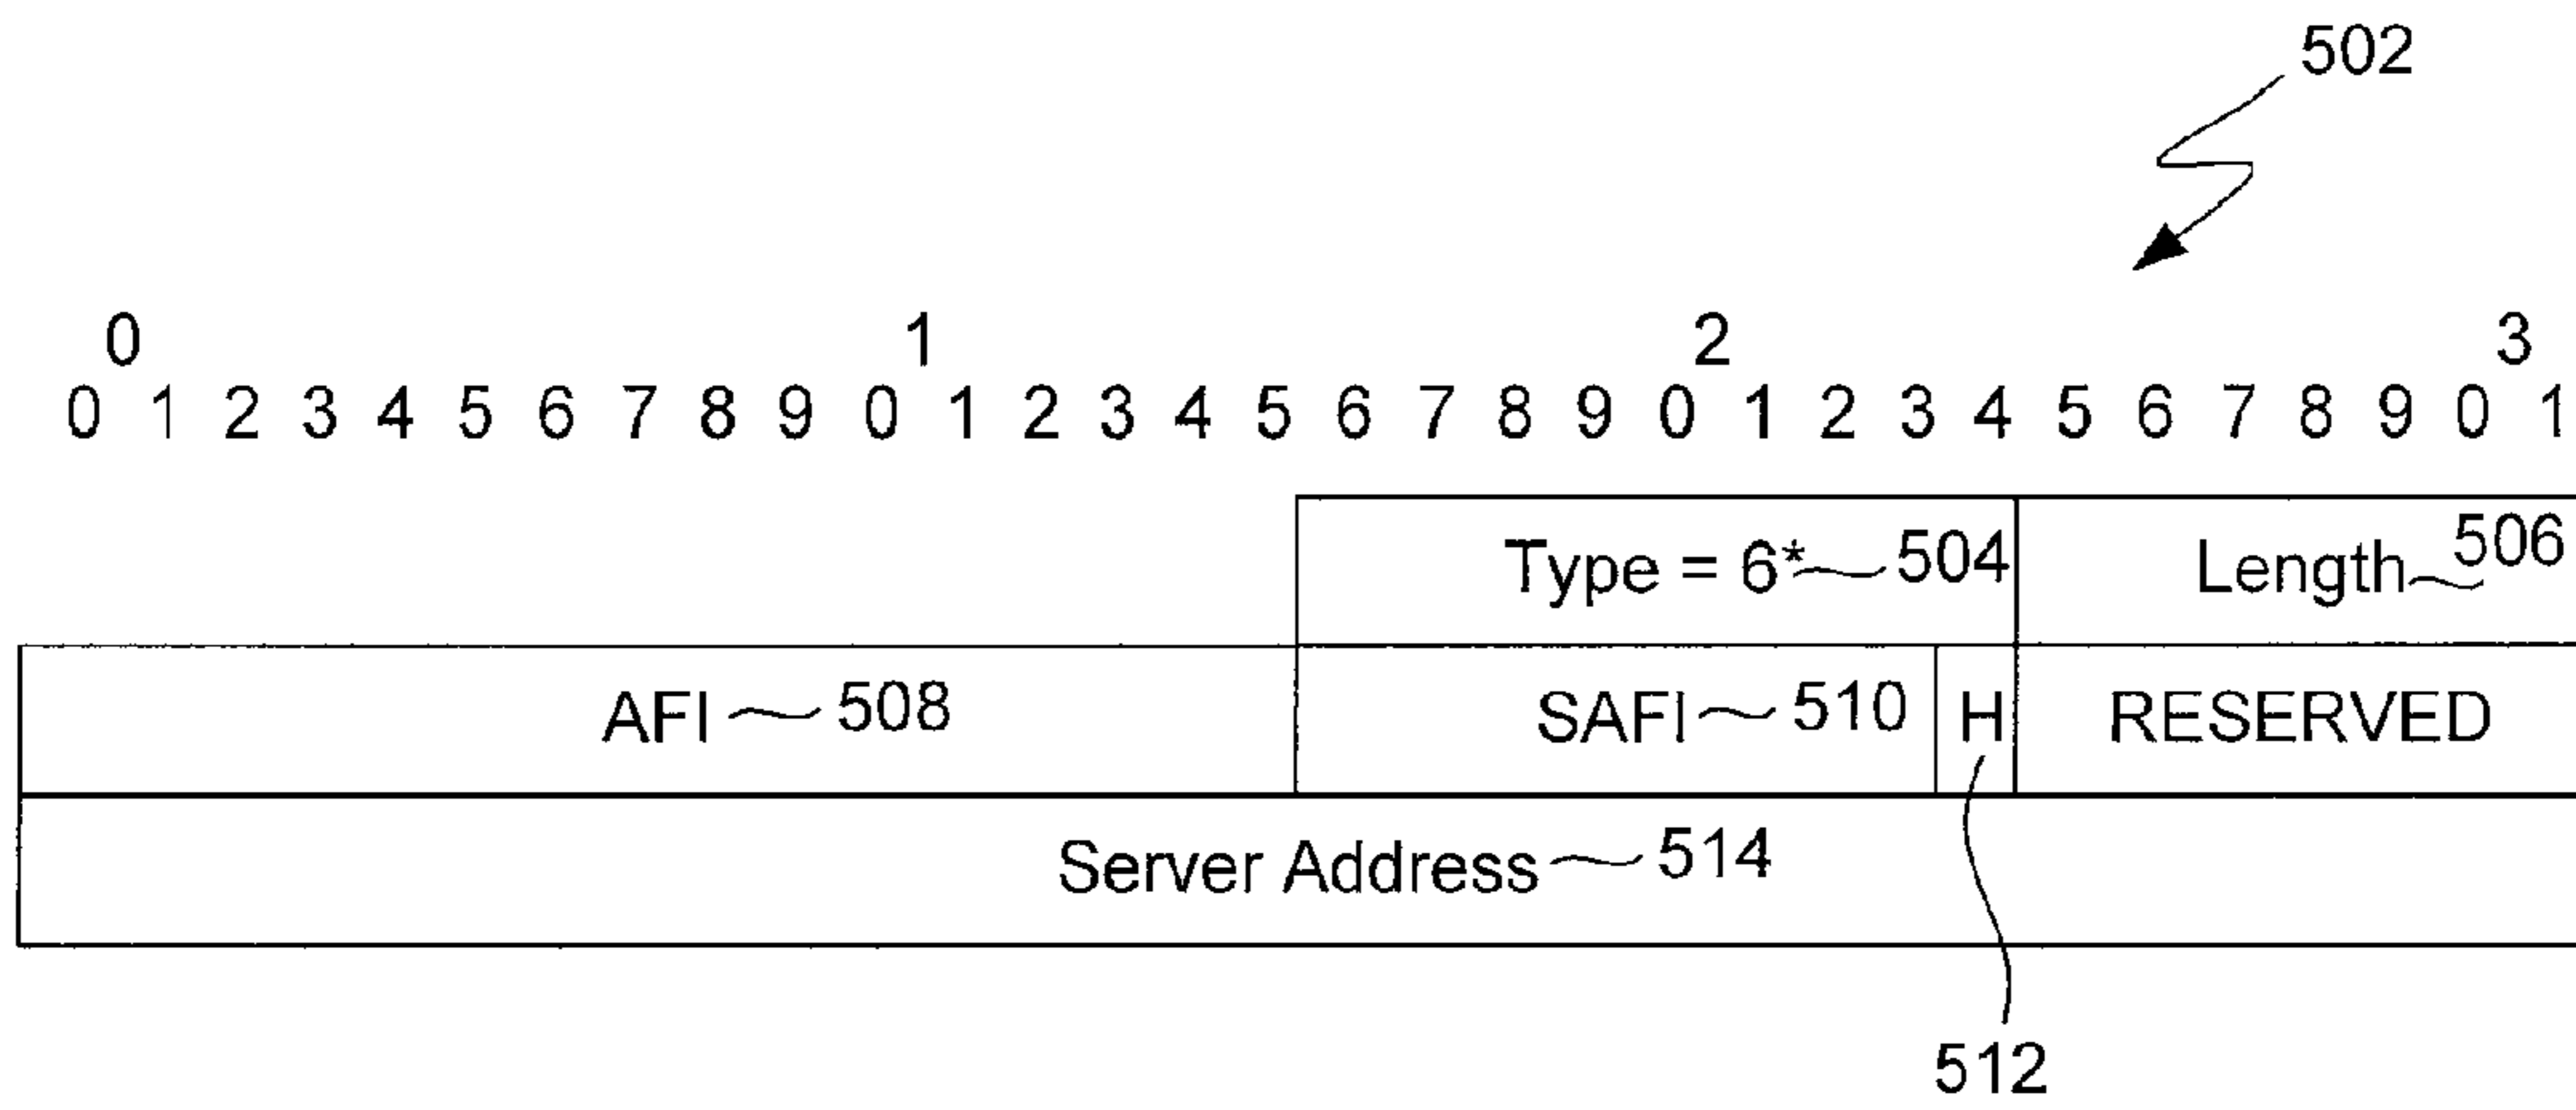 502
0 1 2 3
0 1 2 3 4 5 6 7 8 9 0 1 2 3 4 5 6 7 8 9 0 1 2 3 4 5 6 7 8 9 0 1
Type = 6* 504 Length 506
AFI 508 SAFI 510 H RESERVED
Server Address 514
512